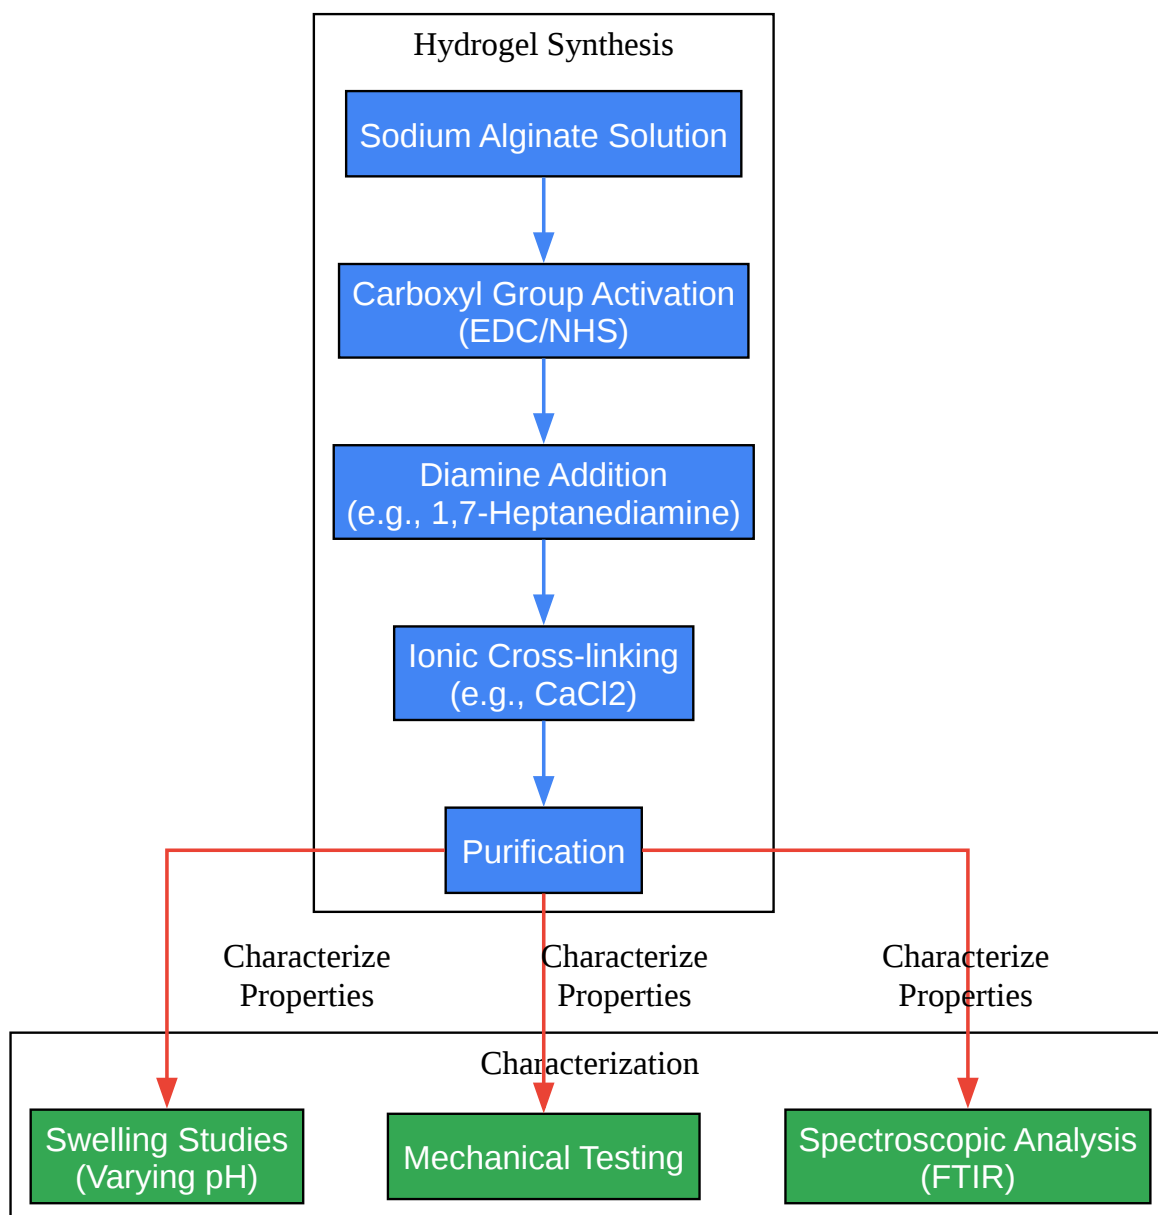 Hydrogel Synthesis
Sodium Alginate Solution
Carboxyl Group Activation
(EDC/NHS)
Diamine Addition
(e.g., 1,7-Heptanediamine)
Ionic Cross-linking
(e.g., CaCl2)
Purification
Characterize
Properties
Characterize
Properties
Characterize
Properties
Characterization
Swelling Studies
(Varying pH)
Mechanical Testing
Spectroscopic Analysis
(FTIR)